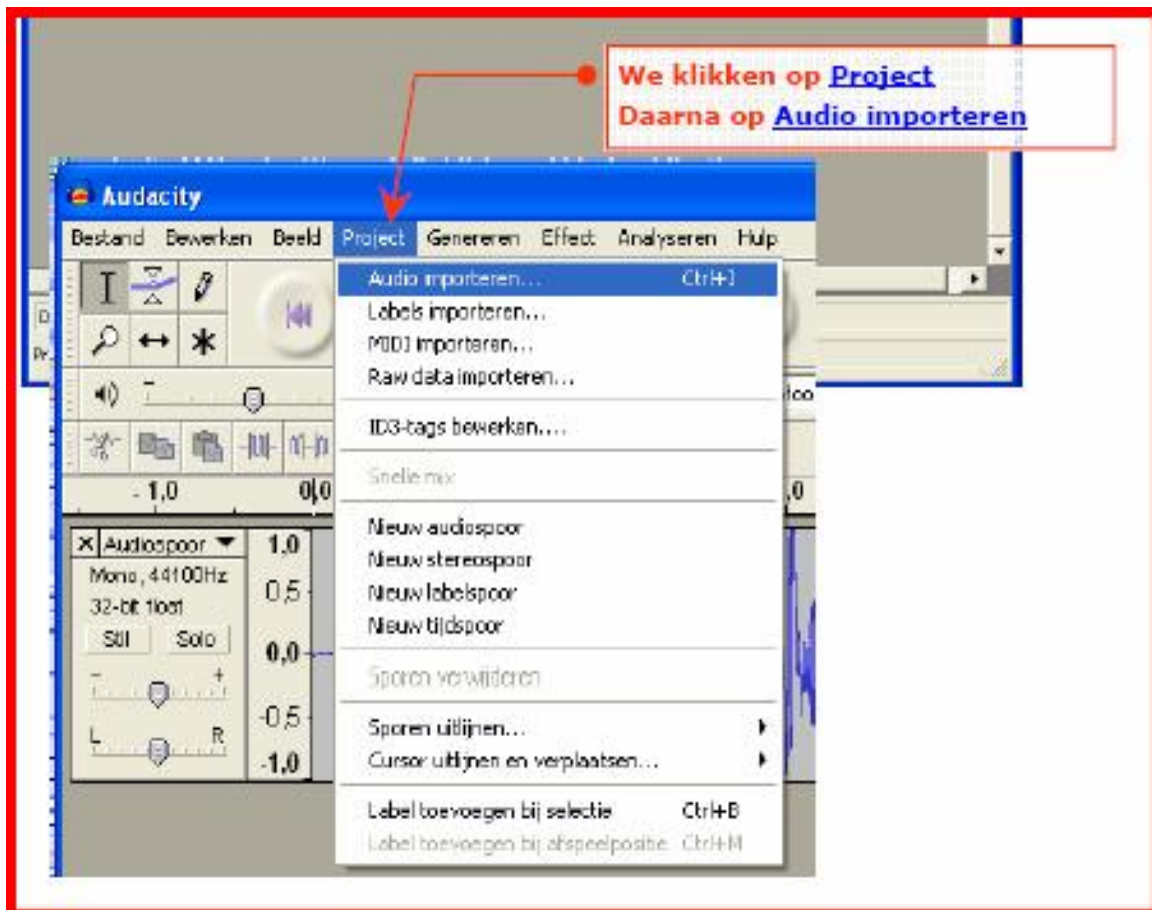 We klikken op Project
Daarna op Audio importeren
Audacity
Bestand Bewerken Beeld Project Genereren Effect Analyseren Hulp
Audio importeren... Ctrl+I
Labels importeren...
MIDI importeren...
Raw data importeren...
ID3-tags bewerken....
Snelle mix
- 1,0 0,0 ,0
Nieuw audiospoor
Nieuw stereospoor
Nieuw labelspoor
Nieuw tijdspoor
Sporen verwijderen
Sporen uitlijnen...
Cursor uitlijnen en verplaatsen...
Label toevoegen bij selectie Ctrl+B
Label toevoegen bij afspeelpositie Ctrl+M
X Audiospoor
Mono, 44100Hz
32-bit float
Stil Solo
- +
L R
1,0
0,5
0,0
-0,5
-1,0